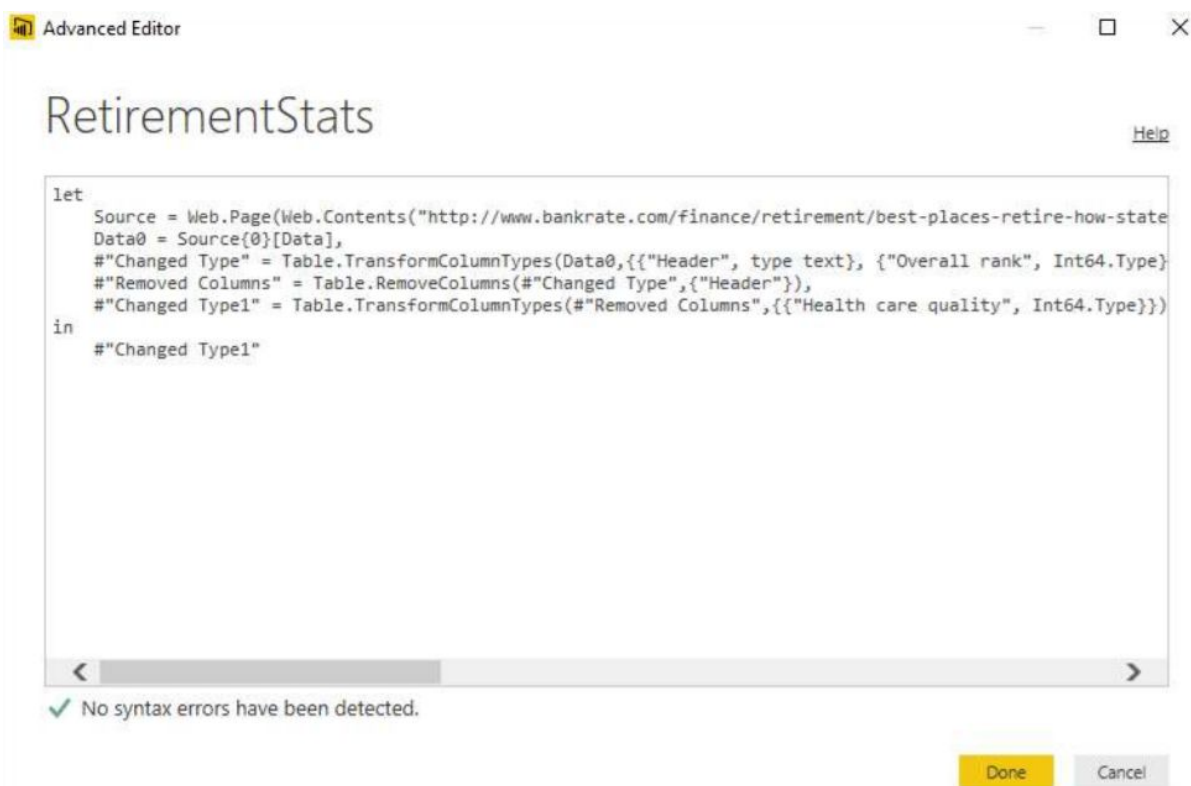 Advanced Editor
RetirementStats
Help
let
    Source = Web.Page(Web.Contents("http://www.bankrate.com/finance/retirement/best-places-retire-how-state
    Data0 = Source{0}[Data],
    #"Changed Type" = Table.TransformColumnTypes(Data0,{{"Header", type text}, {"Overall rank", Int64.Type}
    #"Removed Columns" = Table.RemoveColumns(#"Changed Type",{"Header"}),
    #"Changed Type1" = Table.TransformColumnTypes(#"Removed Columns",{{"Health care quality", Int64.Type}})
in
    #"Changed Type1"
No syntax errors have been detected.
Done Cancel